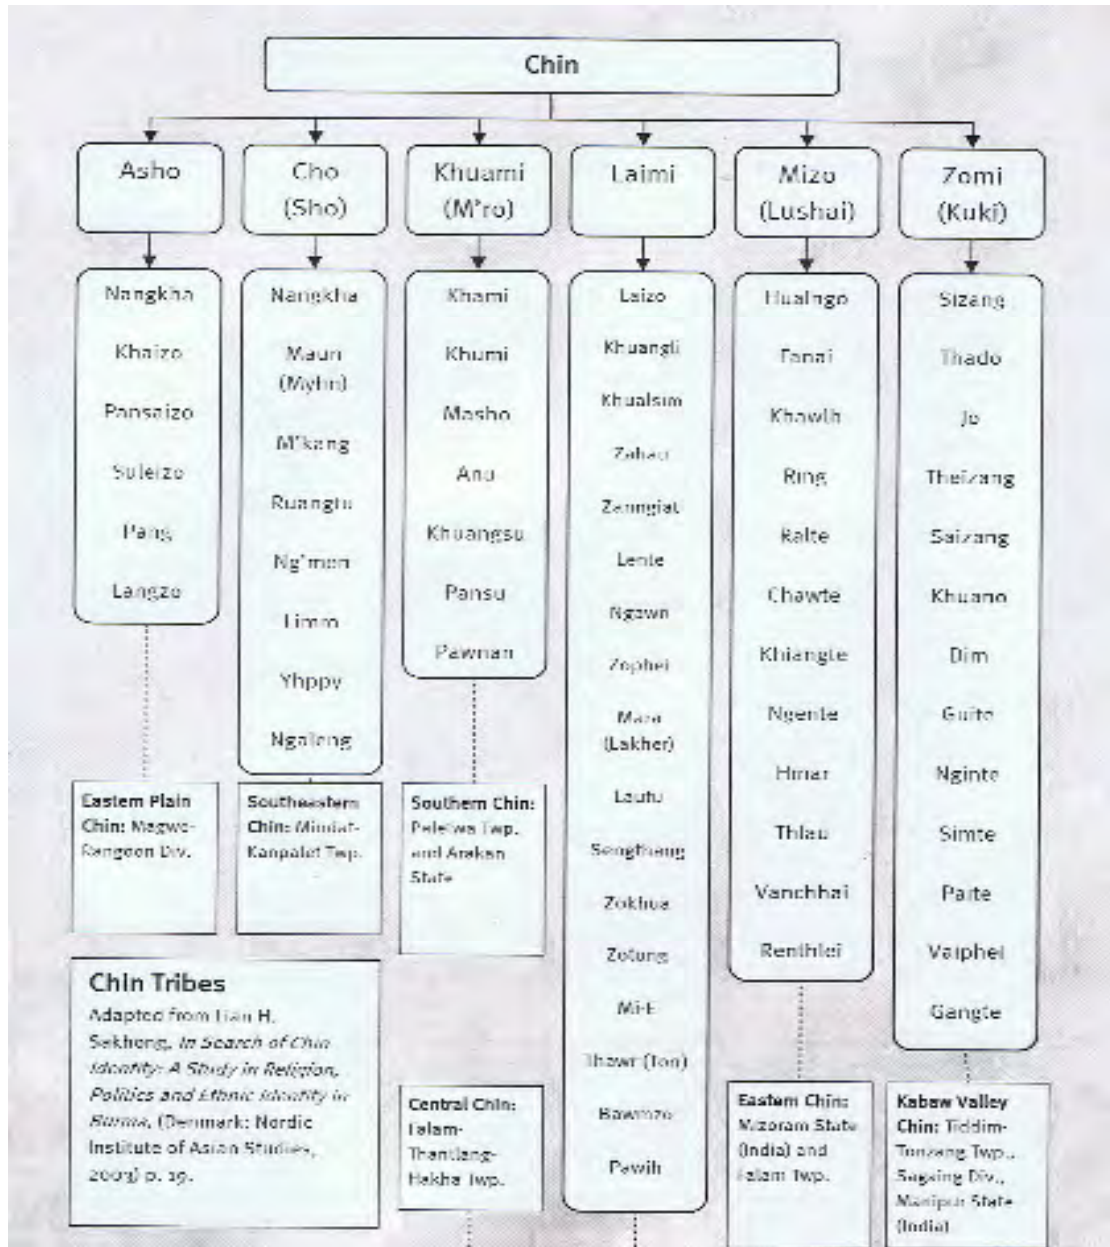 Chin
Asho
Cho
(Sho)
Khuami
(M'ro)
Laimi
Mizo
(Lushai)
Zomi
(Kuki)
Nangkha
Khaizo
Pansaizo
Suleizo
Pang
Langzo
Nangkha
Maun
(Myhn)
M'kang
Ruangtu
Ng'men
Limm
Yhppy
Ngaleng
Khami
Khumi
Masho
Anu
Khuangsu
Pansu
Pawnan
Laizo
Khuangli
Khualsim
Zahau
Zanngiat
Lente
Ngawn
Zophei
Mara
(Lakher)
Lautu
Sengthang
Zokhua
Zotung
Mi-E
Thawr (Tori)
Bawmzo
Pawih
Hualngo
Fanai
Khawlh
Ring
Ralte
Chawte
Khiangte
Ngente
Hmar
Thlau
Vanchhai
Renthlei
Sizang
Thado
Jo
Theizang
Saizang
Khuano
Dim
Guite
Nginte
Simte
Paite
Vaiphei
Gangte
Eastern Plain
Chin: Magwe-
Rangoon Div.
Southeastern
Chin: Mindat-
Kanpalet Twp.
Southern Chin:
Paletwa Twp.
and Arakan
State
Central Chin:
Falam-
Thantlang-
Hakha Twp.
Eastern Chin:
Mizoram State
(India) and
Falam Twp.
Kabaw Valley
Chin: Tiddim-
Tonzang Twp.,
Sagaing Div.,
Manipur State
(India)
Chin Tribes
Adapted from Lian H.
Sakhong, In Search of Chin
Identity: A Study in Religion,
Politics and Ethnic Identity in
Burma, (Denmark: Nordic
Institute of Asian Studies,
2003) p. 19.